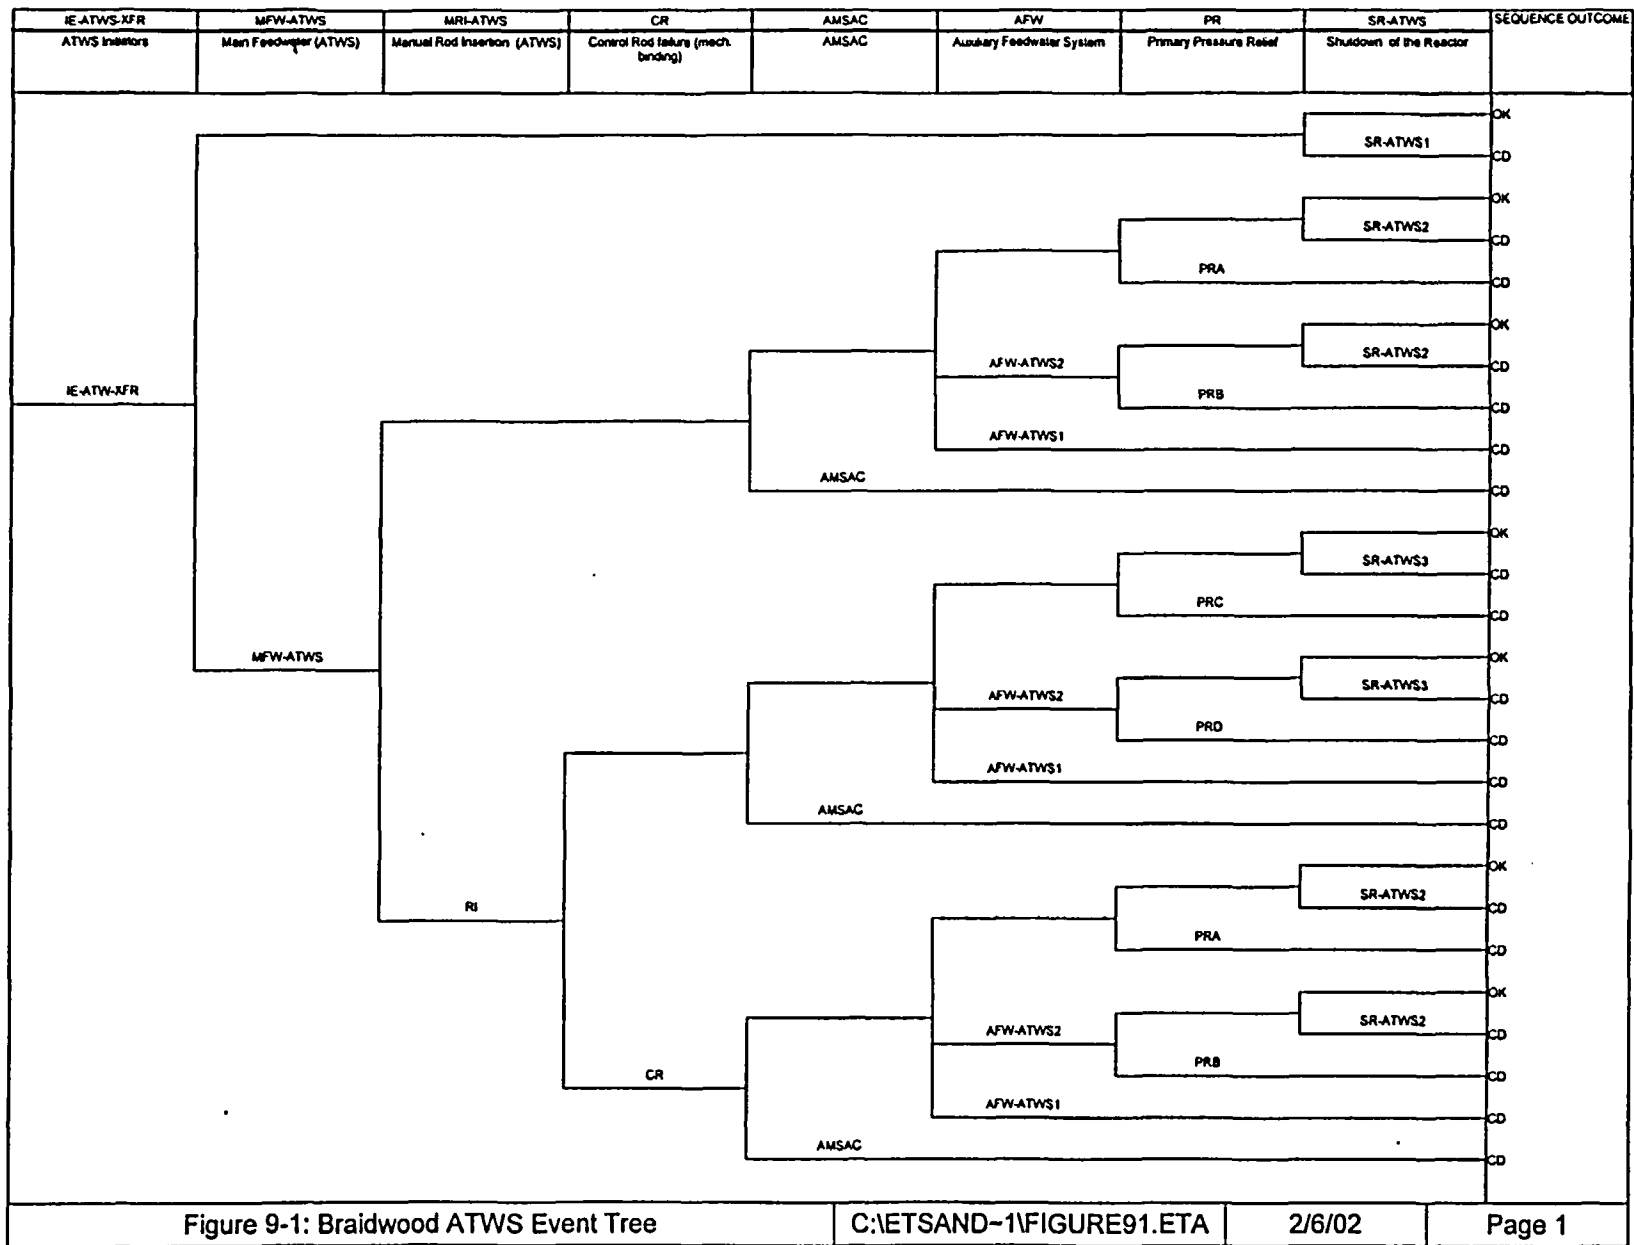 IE-ATWS-XFR MFW-ATWS MRI-ATWS CR AMSAC AFW PR SR-ATWS SEQUENCE OUTCOME
ATWS Initiators Main Feedwater (ATWS) Manual Rod Insertion (ATWS) Control Rod failure (mech. AMSAC Auxiliary Feedwater System Primary Pressure Relief Shutdown of the Reactor
binding)
OK
SR-ATWS1
CD
OK
SR-ATWS2
CD
PRA
CD
OK
SR-ATWS2
AFW-ATWS2
CD
IE-ATW-XFR
PRB
CD
AFW-ATWS1
CD
AMSAC
CD
OK
SR-ATWS3
CD
PRC
CD
MFW-ATWS
OK
SR-ATWS3
AFW-ATWS2
CD
PRD
CD
AFW-ATWS1
CD
AMSAC
CD
OK
SR-ATWS2
RI
CD
PRA
CD
OK
SR-ATWS2
AFW-ATWS2
CD
PRB
CR
CD
AFW-ATWS1
CD
AMSAC
CD
Figure 9-1: Braidwood ATWS Event Tree C:\ETSAND~1\FIGURE91.ETA 2/6/02 Page 1